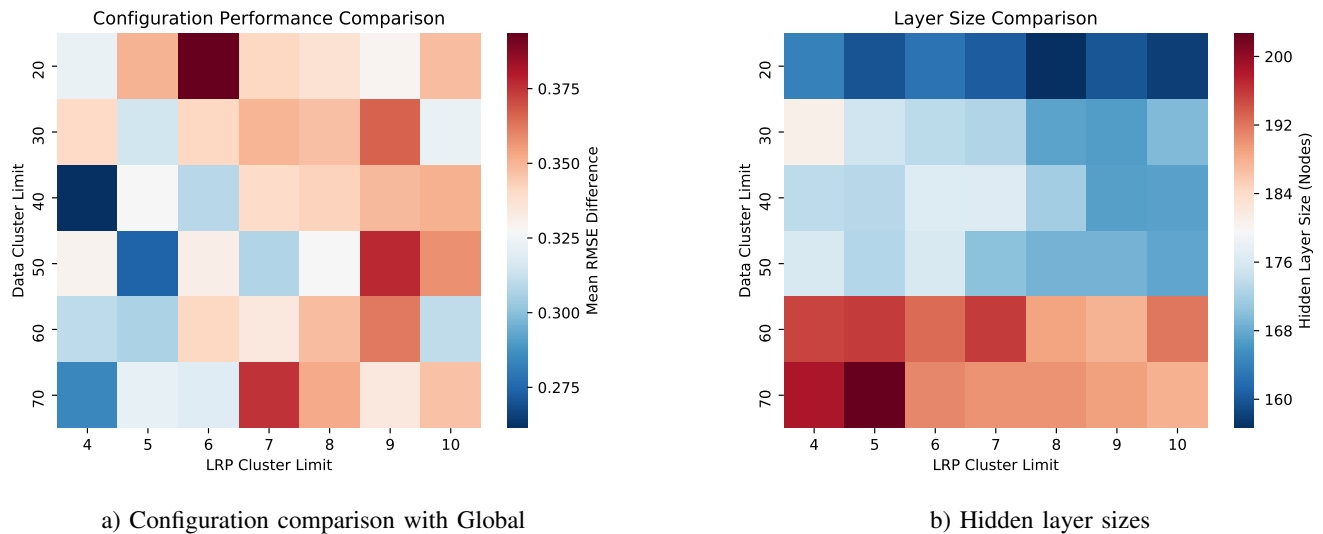 Configuration Performance Comparison
Data Cluster Limit
20
30
40
50
60
70
4 5 6 7 8 9 10
LRP Cluster Limit
0.375
0.350
0.325
0.300
0.275
Mean RMSE Difference
a) Configuration comparison with Global
Layer Size Comparison
Data Cluster Limit
20
30
40
50
60
70
4 5 6 7 8 9 10
LRP Cluster Limit
200
192
184
176
168
160
Hidden Layer Size (Nodes)
b) Hidden layer sizes